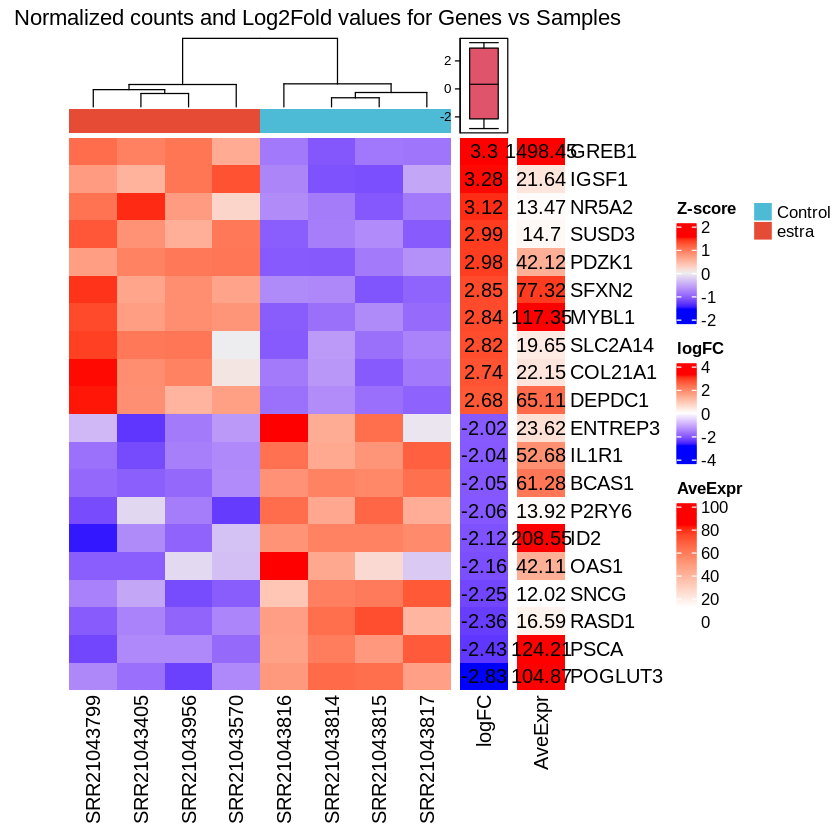 Normalized counts and Log2Fold values for Genes vs Samples
2
0
-2
3.3 1498.45 GREB1
3.28 21.64 IGSF1
3.12 13.47 NR5A2
2.99 14.7 SUSD3
2.98 42.12 PDZK1
2.85 77.32 SFXN2
2.84 117.35 MYBL1
2.82 19.65 SLC2A14
2.74 22.15 COL21A1
2.68 65.11 DEPDC1
-2.02 23.62 ENTREP3
-2.04 52.68 IL1R1
-2.05 61.28 BCAS1
-2.06 13.92 P2RY6
-2.12 208.55 ID2
-2.16 42.11 OAS1
-2.25 12.02 SNCG
-2.36 16.59 RASD1
-2.43 124.21 PSCA
-2.83 104.87 POGLUT3
SRR21043799
SRR21043405
SRR21043956
SRR21043570
SRR21043816
SRR21043814
SRR21043815
SRR21043817
logFC
AveExpr
Z-score
2
1
0
-1
-2
logFC
4
2
0
-2
-4
AveExpr
100
80
60
40
20
0
Control
estra